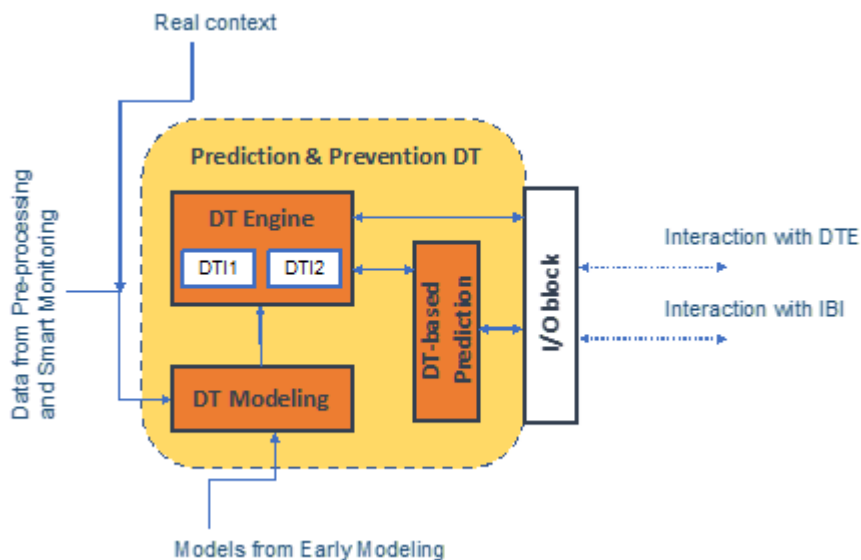 Real context
Prediction & Prevention DT
DT Engine
DTI1
DTI2
Data from Pre-processing
and Smart Monitoring
DT-based
Prediction
I/O block
Interaction with DTE
Interaction with IBI
DT Modeling
Models from Early Modeling